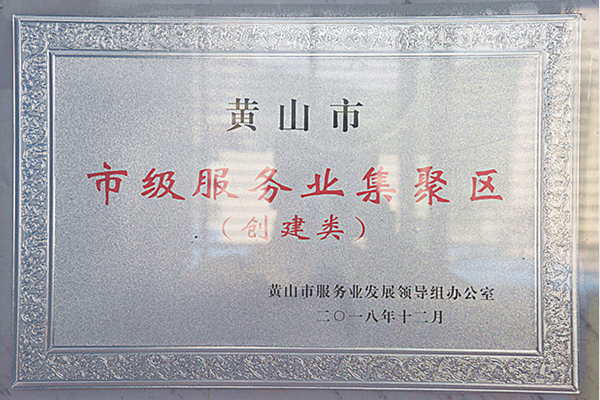 黄山市
市级服务业集聚区
（创建类）
黄山市服务业发展领导组办公室
二〇一八年十二月